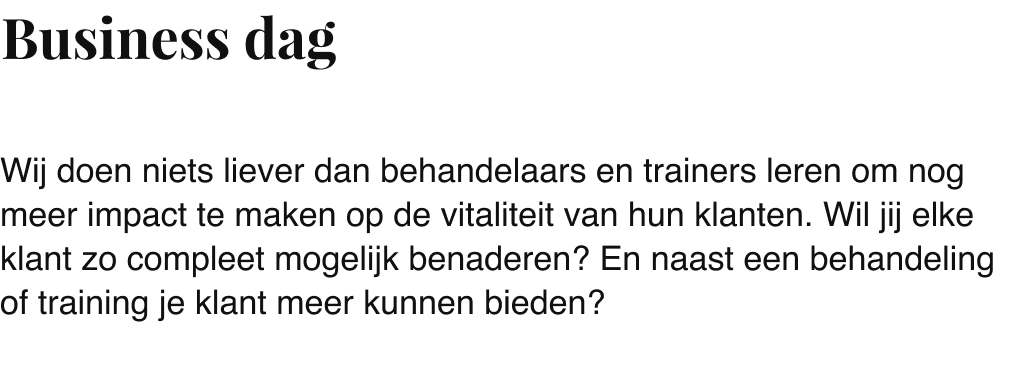 Business dag
Wij doen niets liever dan behandelaars en trainers leren om nog
meer impact te maken op de vitaliteit van hun klanten. Wil jij elke
klant zo compleet mogelijk benaderen? En naast een behandeling
of training je klant meer kunnen bieden?